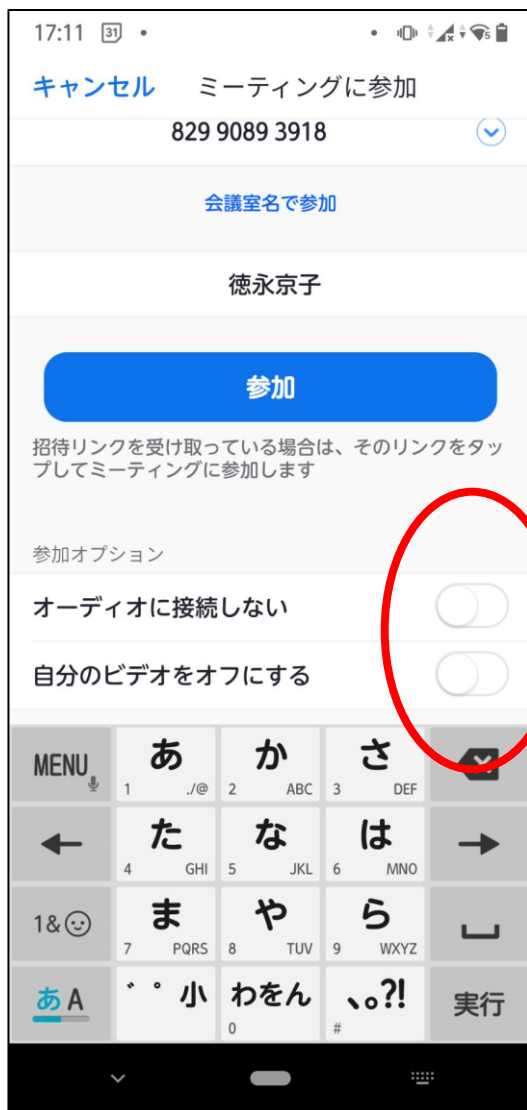 17:11 31
キャンセル ミーティングに参加
829 9089 3918
会議室名で参加
徳永京子
参加
招待リンクを受け取っている場合は、そのリンクをタッ
プしてミーティングに参加します
参加オプション
オーディオに接続しない
自分のビデオをオフにする
MENU あ 1 ./@ か 2 ABC さ 3 DEF
た 4 GHI な 5 JKL は 6 MNO
1& ま 7 PQRS や 8 TUV ら 9 WXYZ
あA ゛゜小 わをん 0 、。?! # 実行